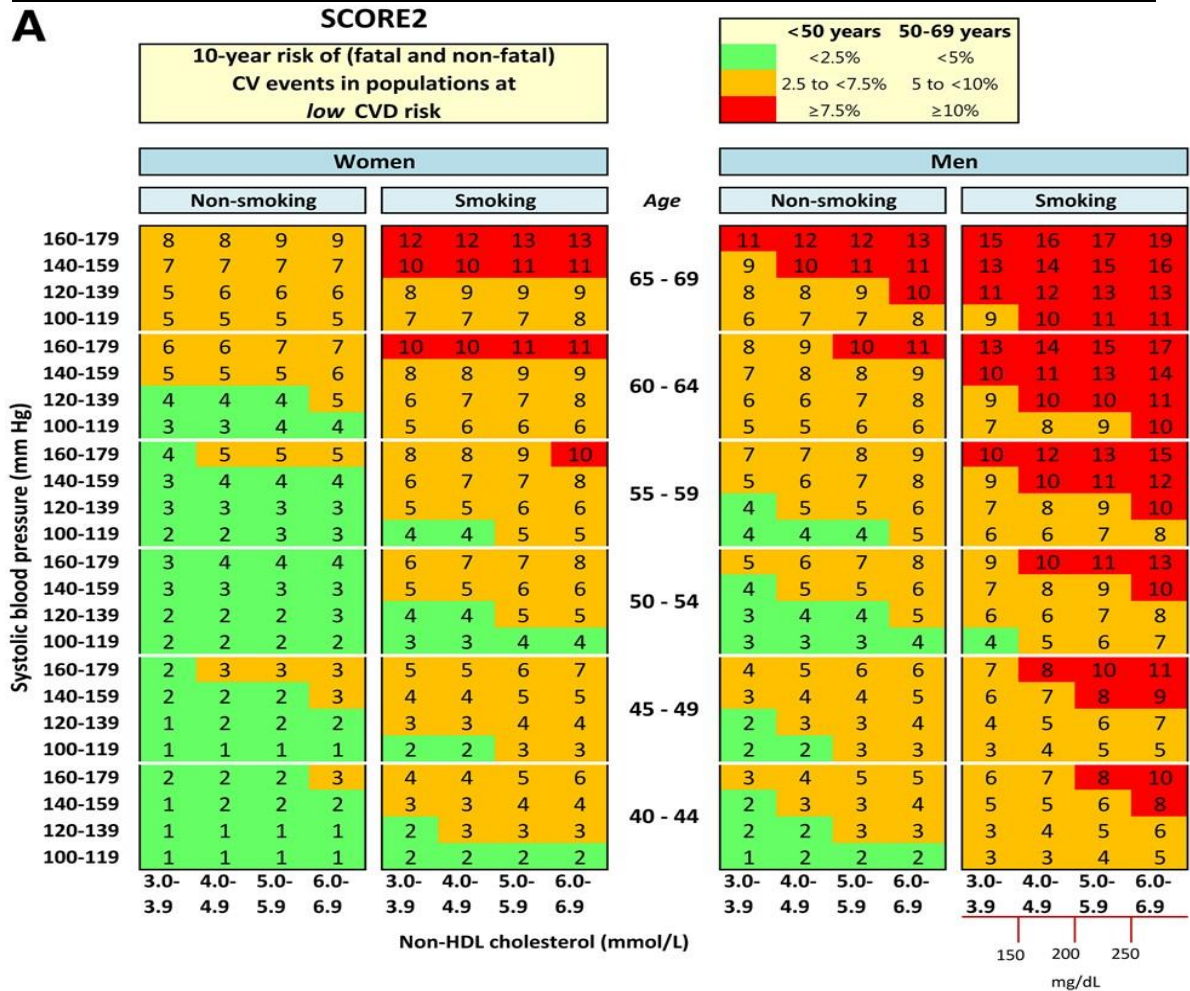 A
SCORE2
10-year risk of (fatal and non-fatal)
CV events in populations at
low CVD risk
<50 years 50-69 years
<2.5% <5%
2.5 to <7.5% 5 to <10%
≥7.5% ≥10%
Women Men
Non-smoking Smoking Age Non-smoking Smoking
Systolic blood pressure (mm Hg)
160-179 8 8 9 9 12 12 13 13 11 12 12 13 15 16 17 19
140-159 7 7 7 7 10 10 11 11 9 10 11 11 13 14 15 16
65 - 69
120-139 5 6 6 6 8 9 9 9 8 8 9 10 11 12 13 13
100-119 5 5 5 5 7 7 7 8 6 7 7 8 9 10 11 11
160-179 6 6 7 7 10 10 11 11 8 9 10 11 13 14 15 17
140-159 5 5 5 6 8 8 9 9 7 8 8 9 10 11 13 14
60 - 64
120-139 4 4 4 5 6 7 7 8 6 6 7 8 9 10 10 11
100-119 3 3 4 4 5 6 6 6 5 5 6 6 7 8 9 10
160-179 4 5 5 5 8 8 9 10 7 7 8 9 10 12 13 15
140-159 3 4 4 4 6 7 7 8 5 6 7 8 9 10 11 12
55 - 59
120-139 3 3 3 3 5 5 6 6 4 5 5 6 7 8 9 10
100-119 2 2 3 3 4 4 5 5 4 4 4 5 6 6 7 8
160-179 3 4 4 4 6 7 7 8 5 6 7 8 9 10 11 13
140-159 3 3 3 3 5 5 6 6 4 5 5 6 7 8 9 10
50 - 54
120-139 2 2 2 3 4 4 5 5 3 4 4 5 6 6 7 8
100-119 2 2 2 2 3 3 4 4 3 3 3 4 4 5 6 7
160-179 2 3 3 3 5 5 6 7 4 5 6 6 7 8 10 11
140-159 2 2 2 3 4 4 5 5 3 4 4 5 6 7 8 9
45 - 49
120-139 1 2 2 2 3 3 4 4 2 3 3 4 4 5 6 7
100-119 1 1 1 1 2 2 3 3 2 2 3 3 3 4 5 5
160-179 2 2 2 3 4 4 5 6 3 4 5 5 6 7 8 10
140-159 1 2 2 2 3 3 4 4 2 3 3 4 5 5 6 8
40 - 44
120-139 1 1 1 1 2 3 3 3 2 2 3 3 3 4 5 6
100-119 1 1 1 1 2 2 2 2 1 2 2 2 3 3 4 5
3.0- 4.0- 5.0- 6.0- 3.0- 4.0- 5.0- 6.0- 3.0- 4.0- 5.0- 6.0- 3.0- 4.0- 5.0- 6.0-
3.9 4.9 5.9 6.9 3.9 4.9 5.9 6.9 3.9 4.9 5.9 6.9 3.9 4.9 5.9 6.9
Non-HDL cholesterol (mmol/L)
150 200 250
mg/dL